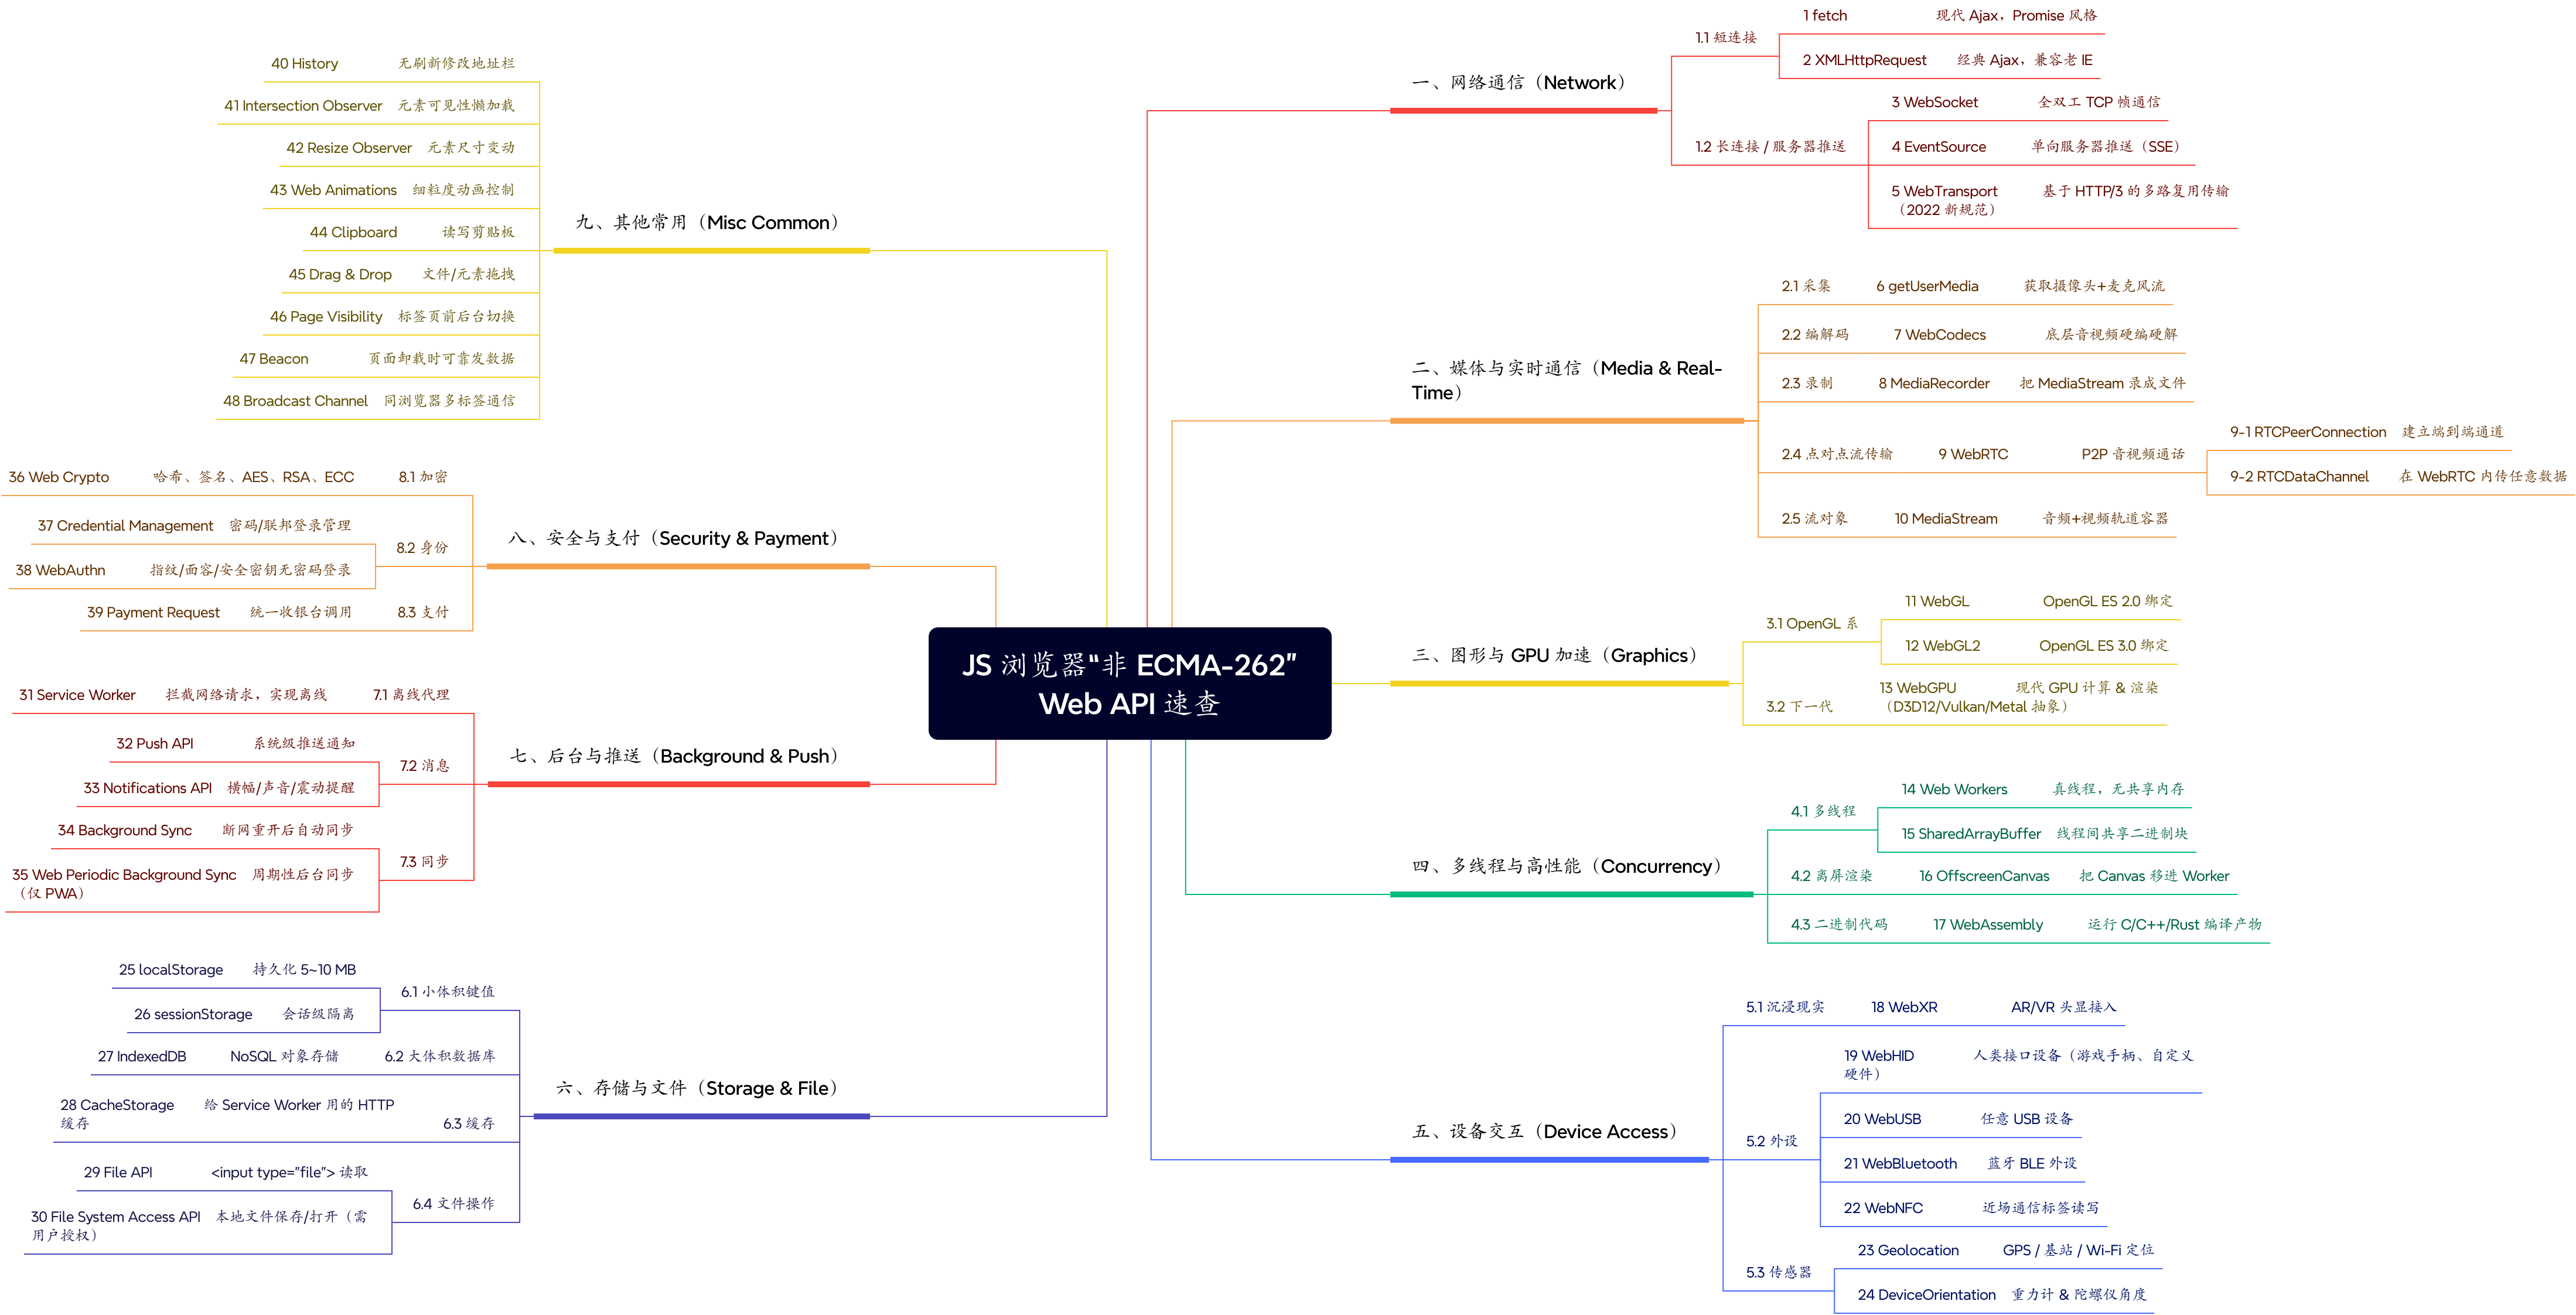 JS 浏览器“非 ECMA-262”
Web API 速查
一、网络通信（Network）
1.1 短连接
1 fetch 现代 Ajax，Promise 风格
2 XMLHttpRequest 经典 Ajax，兼容老 IE
1.2 长连接 / 服务器推送
3 WebSocket 全双工 TCP 帧通信
4 EventSource 单向服务器推送（SSE）
5 WebTransport 基于 HTTP/3 的多路复用传输
（2022 新规范）
二、媒体与实时通信（Media & Real-
Time）
2.1 采集 6 getUserMedia 获取摄像头+麦克风流
2.2 编解码 7 WebCodecs 底层音视频硬编硬解
2.3 录制 8 MediaRecorder 把 MediaStream 录成文件
2.4 点对点流传输 9 WebRTC P2P 音视频通话
9-1 RTCPeerConnection 建立端到端通道
9-2 RTCDataChannel 在 WebRTC 内传任意数据
2.5 流对象 10 MediaStream 音频+视频轨道容器
三、图形与 GPU 加速（Graphics）
3.1 OpenGL 系
11 WebGL OpenGL ES 2.0 绑定
12 WebGL2 OpenGL ES 3.0 绑定
3.2 下一代
13 WebGPU 现代 GPU 计算 & 渲染
（D3D12/Vulkan/Metal 抽象）
四、多线程与高性能（Concurrency）
4.1 多线程
14 Web Workers 真线程，无共享内存
15 SharedArrayBuffer 线程间共享二进制块
4.2 离屏渲染 16 OffscreenCanvas 把 Canvas 移进 Worker
4.3 二进制代码 17 WebAssembly 运行 C/C++/Rust 编译产物
五、设备交互（Device Access）
5.1 沉浸现实 18 WebXR AR/VR 头显接入
5.2 外设
19 WebHID 人类接口设备（游戏手柄、自定义
硬件）
20 WebUSB 任意 USB 设备
21 WebBluetooth 蓝牙 BLE 外设
22 WebNFC 近场通信标签读写
5.3 传感器
23 Geolocation GPS / 基站 / Wi-Fi 定位
24 DeviceOrientation 重力计 & 陀螺仪角度
六、存储与文件（Storage & File）
6.1 小体积键值
25 localStorage 持久化 5~10 MB
26 sessionStorage 会话级隔离
27 IndexedDB NoSQL 对象存储 6.2 大体积数据库
28 CacheStorage 给 Service Worker 用的 HTTP
缓存
6.3 缓存
6.4 文件操作
29 File API <input type="file"> 读取
30 File System Access API 本地文件保存/打开（需
用户授权）
七、后台与推送（Background & Push）
31 Service Worker 拦截网络请求，实现离线 7.1 离线代理
7.2 消息
32 Push API 系统级推送通知
33 Notifications API 横幅/声音/震动提醒
7.3 同步
34 Background Sync 断网重开后自动同步
35 Web Periodic Background Sync 周期性后台同步
（仅 PWA）
八、安全与支付（Security & Payment）
36 Web Crypto 哈希、签名、AES、RSA、ECC 8.1 加密
8.2 身份
37 Credential Management 密码/联邦登录管理
38 WebAuthn 指纹/面容/安全密钥无密码登录
39 Payment Request 统一收银台调用 8.3 支付
九、其他常用（Misc Common）
40 History 无刷新修改地址栏
41 Intersection Observer 元素可见性懒加载
42 Resize Observer 元素尺寸变动
43 Web Animations 细粒度动画控制
44 Clipboard 读写剪贴板
45 Drag & Drop 文件/元素拖拽
46 Page Visibility 标签页前后台切换
47 Beacon 页面卸载时可靠发数据
48 Broadcast Channel 同浏览器多标签通信